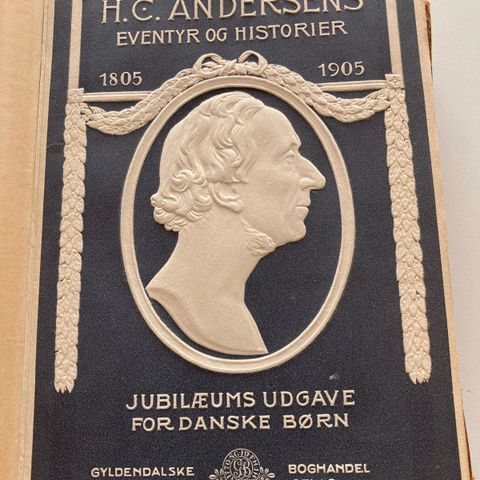 H.C. ANDERSENS
EVENTYR OG HISTORIER
1805 1905
JUBILÆUMS UDGAVE
FOR DANSKE BØRN
GYLDENDALSKE BOGHANDEL